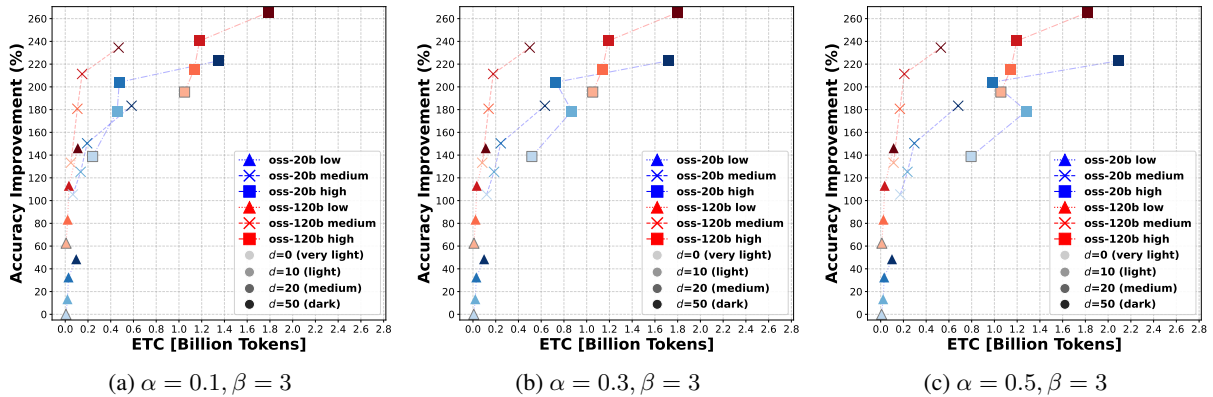 Accuracy Improvement (%)
260
240
220
200
180
160
140
120
100
80
60
40
20
0
oss-20b low
oss-20b medium
oss-20b high
oss-120b low
oss-120b medium
oss-120b high
d=0 (very light)
d=10 (light)
d=20 (medium)
d=50 (dark)
0.0 0.2 0.4 0.6 0.8 1.0 1.2 1.4 1.6 1.8 2.0 2.2 2.4 2.6 2.8
ETC [Billion Tokens]
(a) α = 0.1, β = 3
Accuracy Improvement (%)
260
240
220
200
180
160
140
120
100
80
60
40
20
0
oss-20b low
oss-20b medium
oss-20b high
oss-120b low
oss-120b medium
oss-120b high
d=0 (very light)
d=10 (light)
d=20 (medium)
d=50 (dark)
0.0 0.2 0.4 0.6 0.8 1.0 1.2 1.4 1.6 1.8 2.0 2.2 2.4 2.6 2.8
ETC [Billion Tokens]
(b) α = 0.3, β = 3
Accuracy Improvement (%)
260
240
220
200
180
160
140
120
100
80
60
40
20
0
oss-20b low
oss-20b medium
oss-20b high
oss-120b low
oss-120b medium
oss-120b high
d=0 (very light)
d=10 (light)
d=20 (medium)
d=50 (dark)
0.0 0.2 0.4 0.6 0.8 1.0 1.2 1.4 1.6 1.8 2.0 2.2 2.4 2.6 2.8
ETC [Billion Tokens]
(c) α = 0.5, β = 3